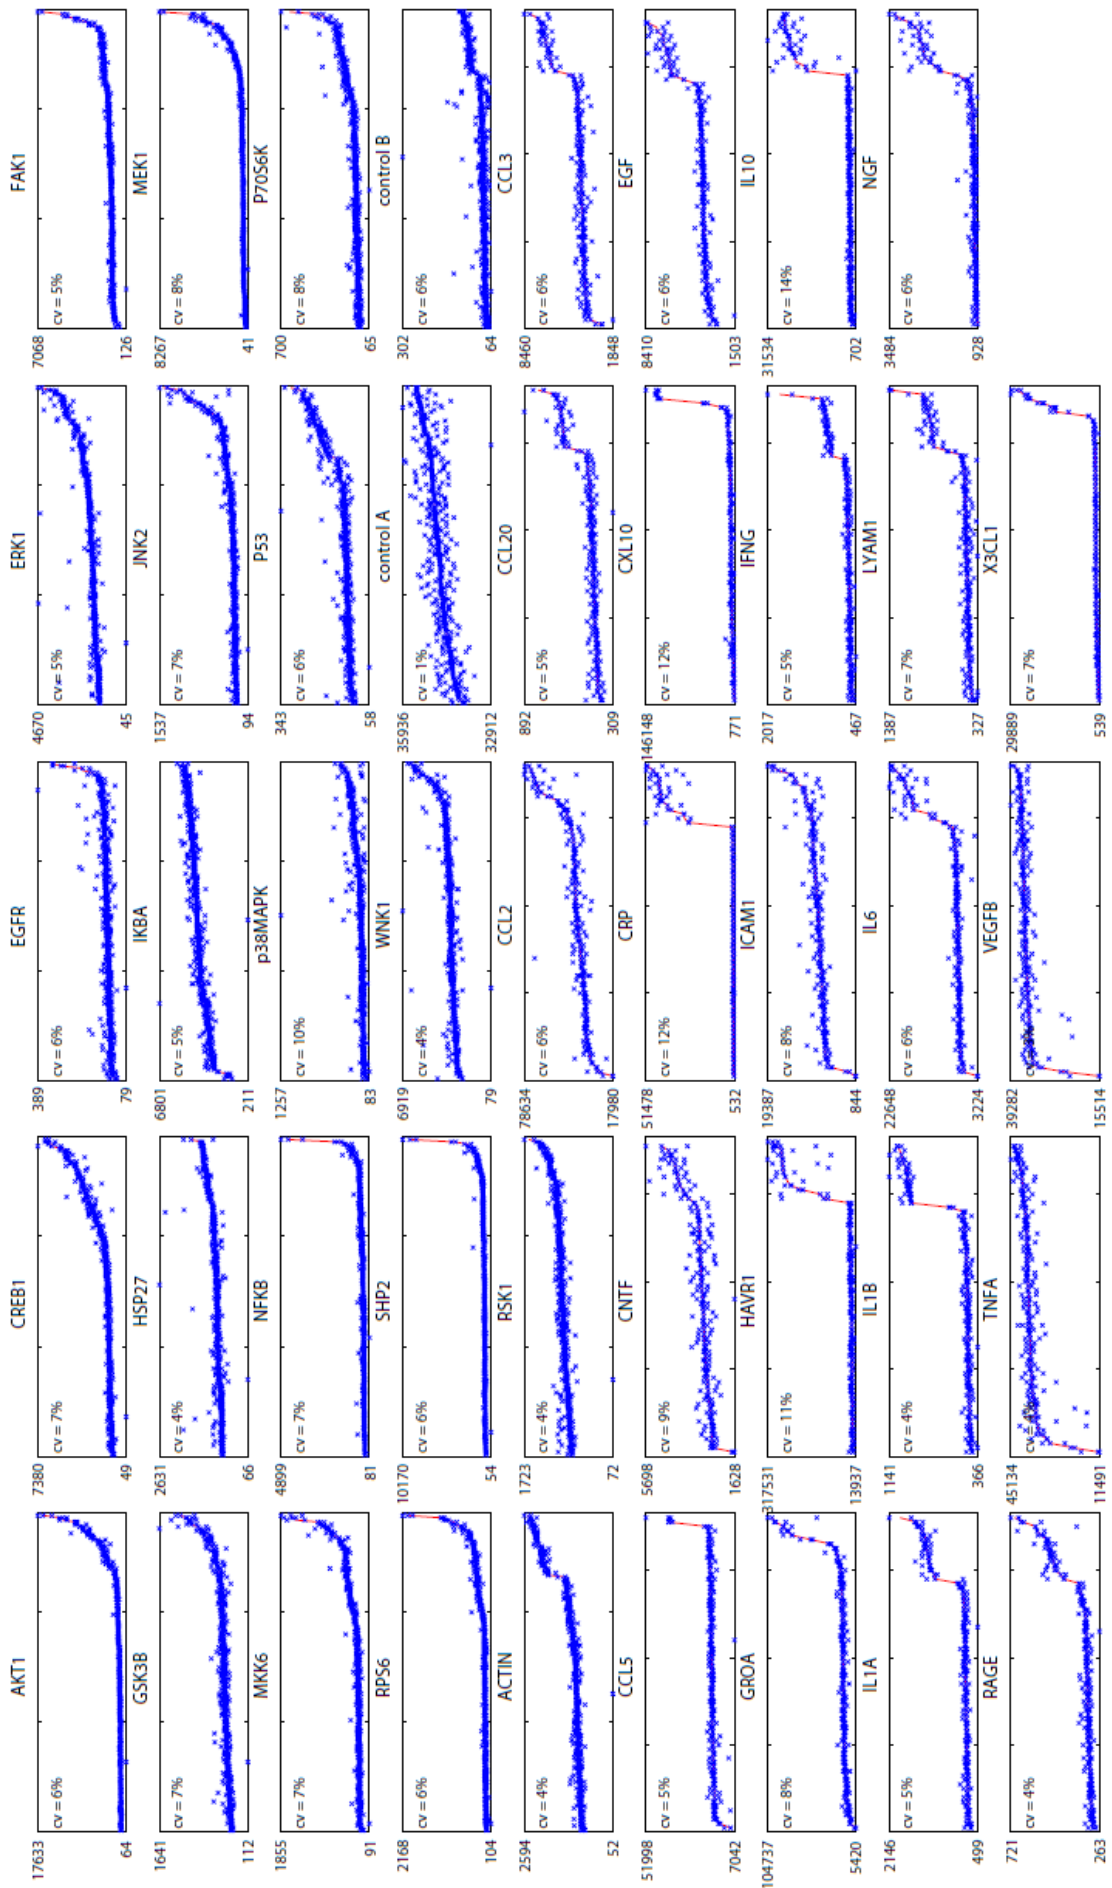 AKT1 CREB1 EGFR ERK1 FAK1
17633 7380 389 4670 7068
cv = 6% cv = 7% cv = 6% cv = 5% cv = 5%
64 49 79 45 126
GSK3B HSP27 IKBA JNK2 MEK1
1641 2631 6801 1537 8267
cv = 7% cv = 4% cv = 5% cv = 7% cv = 8%
112 66 211 94 41
MKK6 NFKB p38MAPK P53 P70S6K
1855 4899 1257 343 700
cv = 7% cv = 7% cv = 10% cv = 6% cv = 8%
91 81 83 58 65
RPS6 SHP2 WNK1 control A control B
2168 10170 6919 35936 302
cv = 6% cv = 6% cv = 4% cv = 1% cv = 6%
104 54 79 32912 64
ACTIN RSK1 CCL2 CCL20 CCL3
2594 1723 78634 892 8460
cv = 4% cv = 4% cv = 6% cv = 5% cv = 6%
52 72 17980 309 1848
CCL5 CNTF CRP CXL10 EGF
51998 5698 51478 146148 8410
cv = 5% cv = 9% cv = 12% cv = 12% cv = 6%
7042 1628 532 771 1503
GROA HAVR1 ICAM1 IFNG IL10
104737 317531 19387 2017 31534
cv = 8% cv = 11% cv = 8% cv = 5% cv = 14%
5420 13937 844 467 702
IL1A IL1B IL6 LYAM1 NGF
2146 1141 22648 1387 3484
cv = 5% cv = 4% cv = 6% cv = 7% cv = 6%
499 366 3224 327 928
RAGE TNFA VEGFB X3CL1
721 45134 39282 29889
cv = 4% cv = 4% cv = cv = 7%
263 11491 15514 539